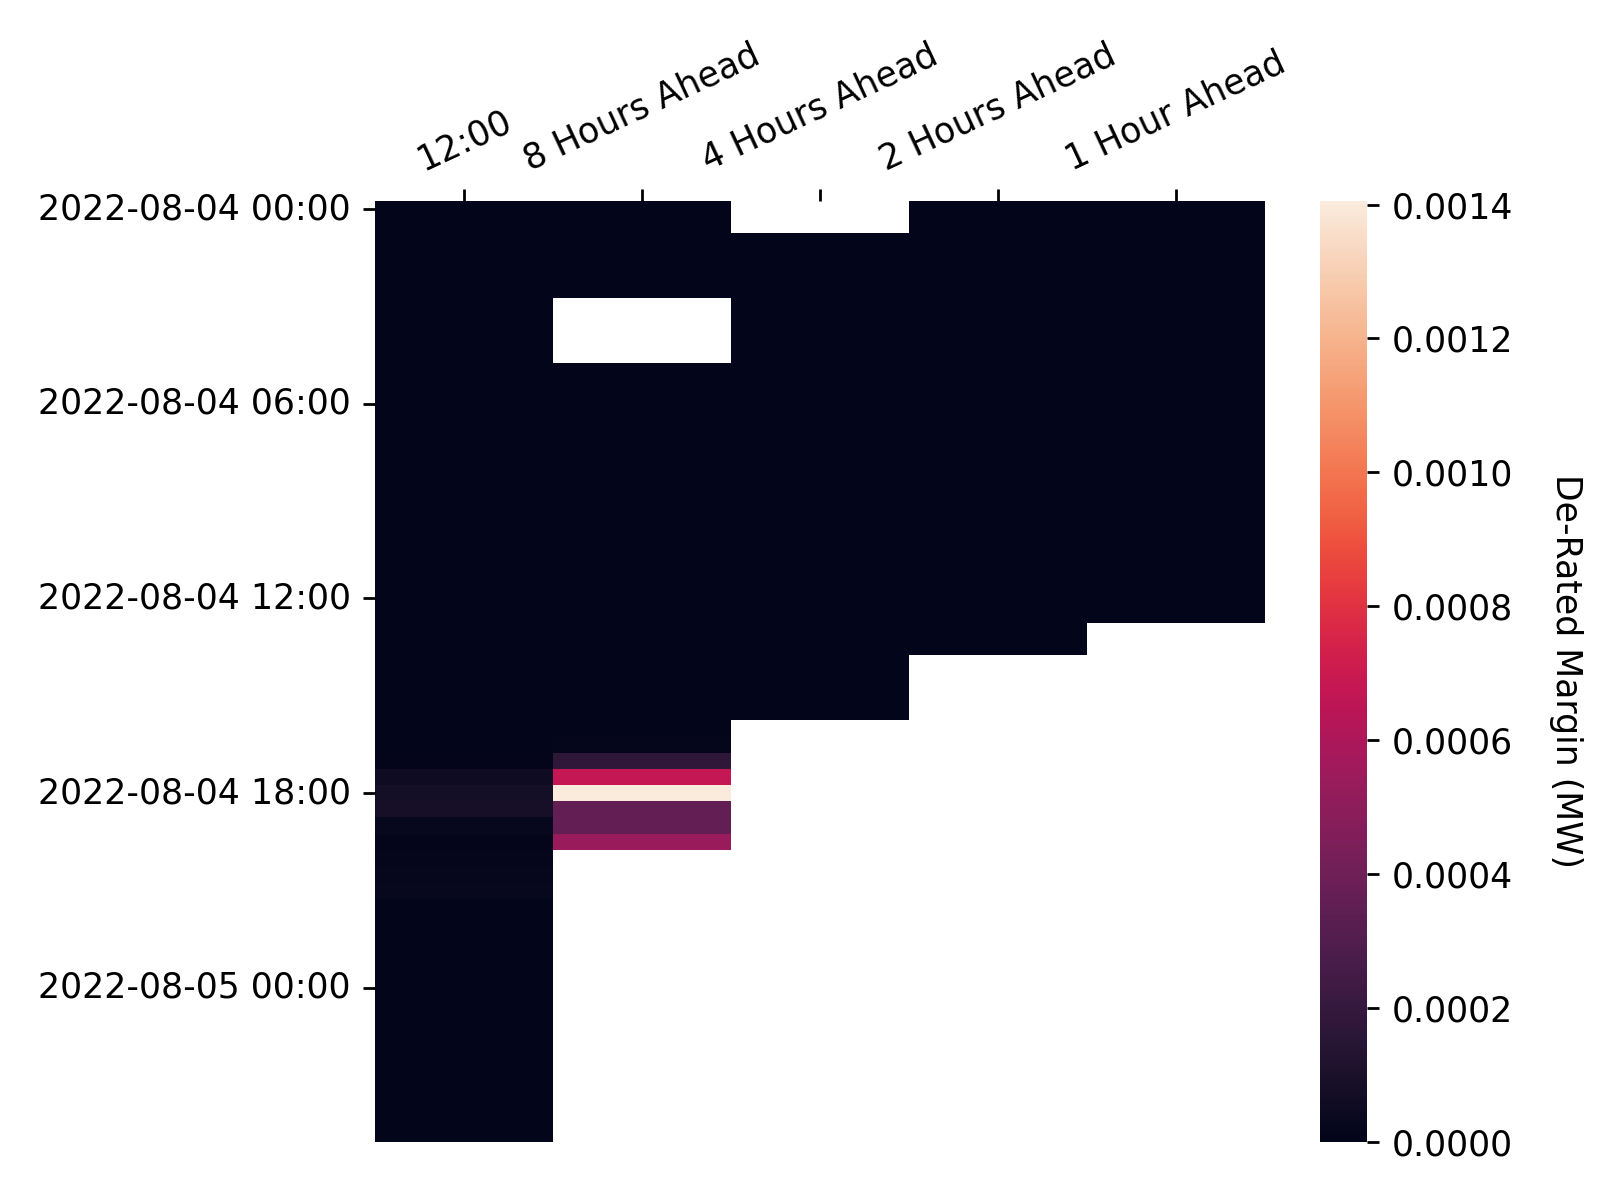 12:00
8 Hours Ahead
4 Hours Ahead
2 Hours Ahead
1 Hour Ahead
2022-08-04 00:00
2022-08-04 06:00
2022-08-04 12:00
2022-08-04 18:00
2022-08-05 00:00
0.0014
0.0012
0.0010
0.0008
0.0006
0.0004
0.0002
0.0000
De-Rated Margin (MW)